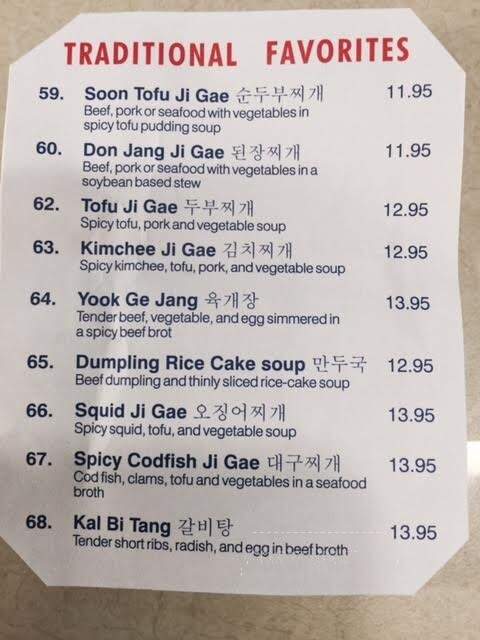 TRADITIONAL FAVORITES
59. Soon Tofu Ji Gae 순두부찌개 11.95
Beef, pork or seafood with vegetables in
spicy tofu pudding soup
60. Don Jang Ji Gae 된장찌개 11.95
Beef, pork or seafood with vegetables in a
soybean based stew
62. Tofu Ji Gae 두부찌개 12.95
Spicy tofu, pork and vegetable soup
63. Kimchee Ji Gae 김치찌개 12.95
Spicy kimchee, tofu, pork, and vegetable soup
64. Yook Ge Jang 육개장 13.95
Tender beef, vegetable, and egg simmered in
a spicy beef brot
65. Dumpling Rice Cake soup 만두국 12.95
Beef dumpling and thinly sliced rice-cake soup
66. Squid Ji Gae 오징어찌개 13.95
Spicy squid, tofu, and vegetable soup
67. Spicy Codfish Ji Gae 대구찌개 13.95
Cod fish, clams, tofu and vegetables in a seafood
broth
68. Kal Bi Tang 갈비탕 13.95
Tender short ribs, radish, and egg in beef broth